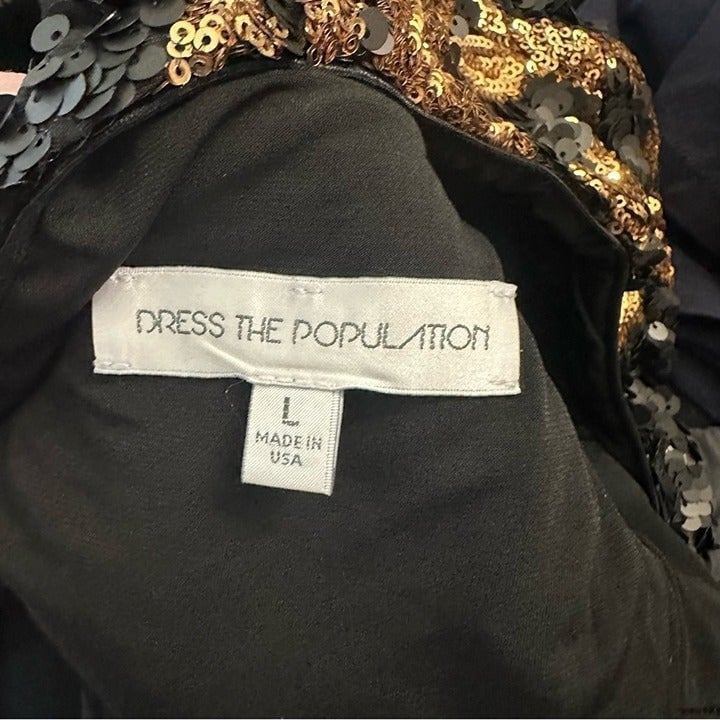 DRESS THE POPULATION
L
MADE IN
USA